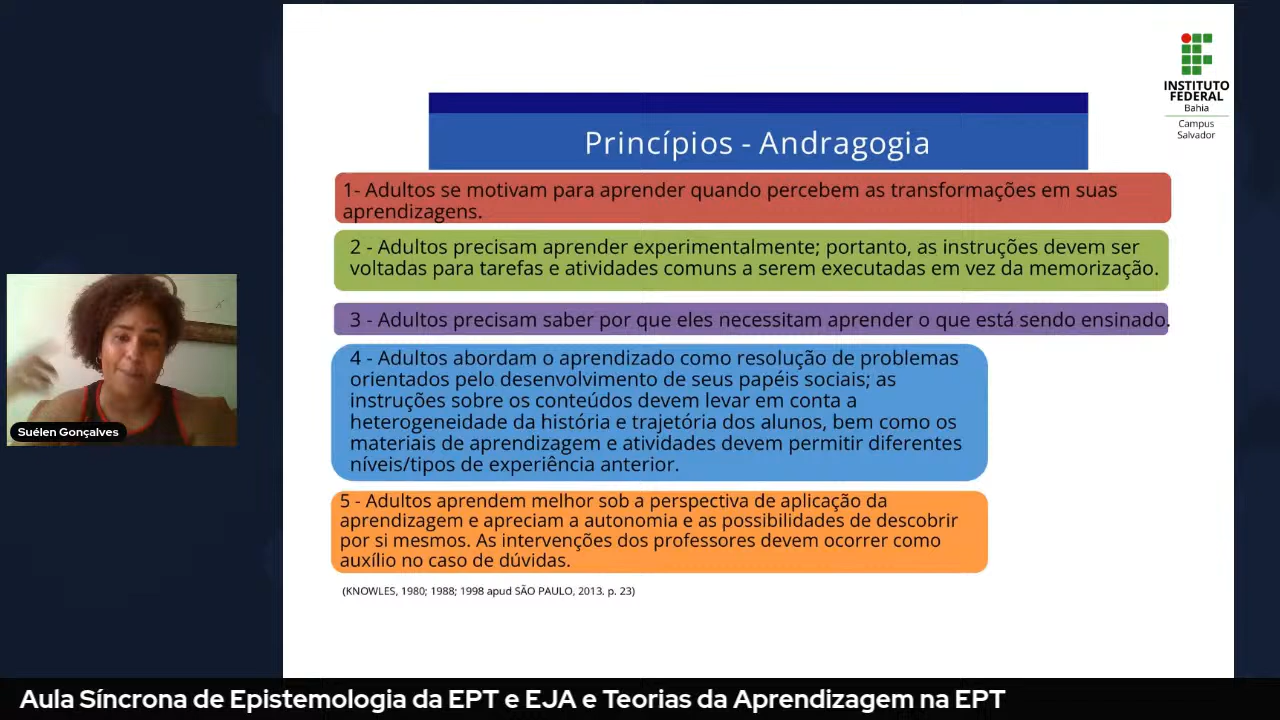 INSTITUTO
FEDERAL
Bahia
Campus
Salvador
Princípios - Andragogia
1- Adultos se motivam para aprender quando percebem as transformações em suas
aprendizagens.
2 - Adultos precisam aprender experimentalmente; portanto, as instruções devem ser
voltadas para tarefas e atividades comuns a serem executadas em vez da memorização.
3 - Adultos precisam saber por que eles necessitam aprender o que está sendo ensinado.
4 - Adultos abordam o aprendizado como resolução de problemas
orientados pelo desenvolvimento de seus papéis sociais; as
instruções sobre os conteúdos devem levar em conta a
heterogeneidade da história e trajetória dos alunos, bem como os
materiais de aprendizagem e atividades devem permitir diferentes
níveis/tipos de experiência anterior.
5 - Adultos aprendem melhor sob a perspectiva de aplicação da
aprendizagem e apreciam a autonomia e as possibilidades de descobrir
por si mesmos. As intervenções dos professores devem ocorrer como
auxílio no caso de dúvidas.
(KNOWLES, 1980; 1988; 1998 apud SÃO PAULO, 2013. p. 23)
Suélen Gonçalves
Aula Síncrona de Epistemologia da EPT e EJA e Teorias da Aprendizagem na EPT